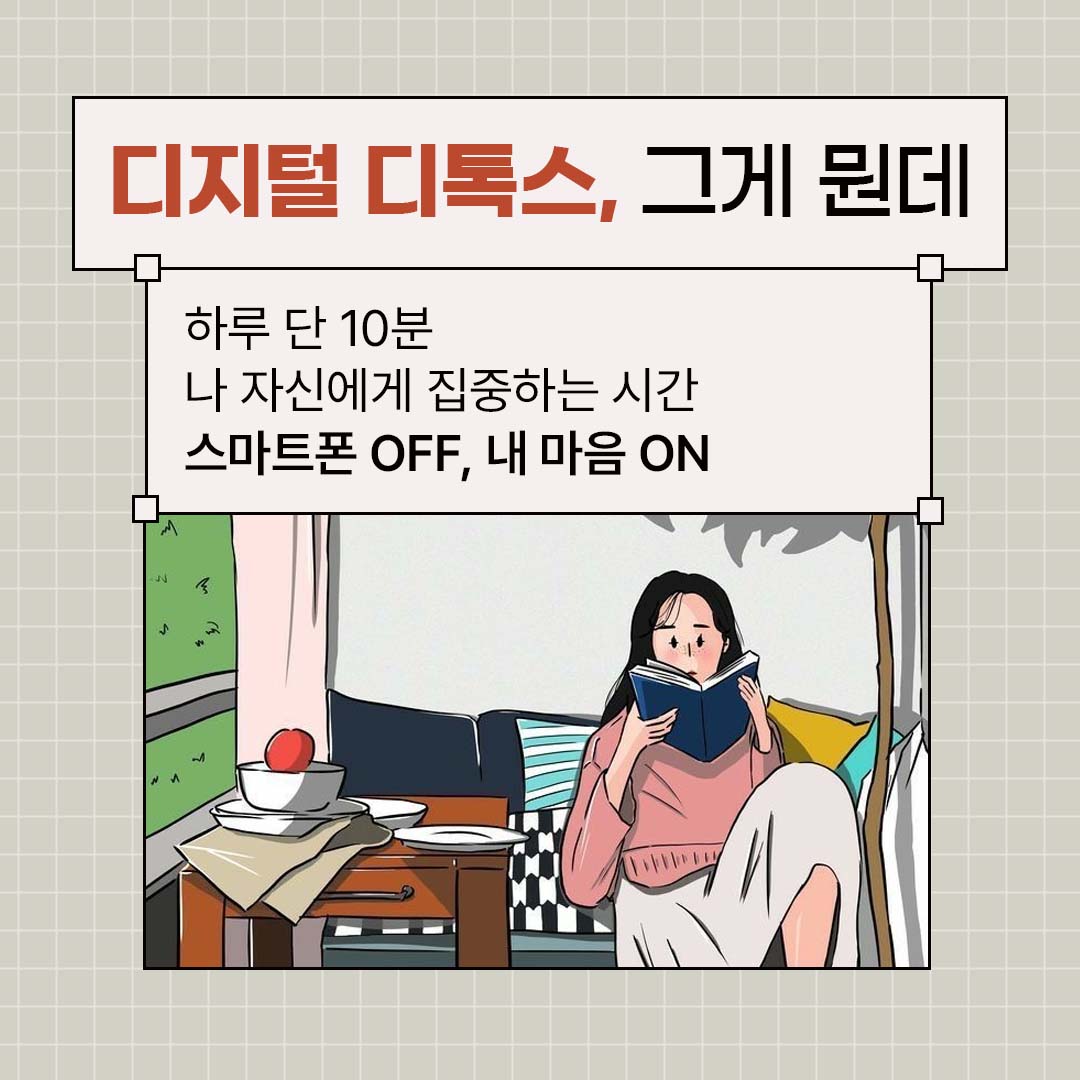 디지털 디톡스, 그게 뭔데
하루 단 10분
나 자신에게 집중하는 시간
스마트폰 OFF, 내 마음 ON